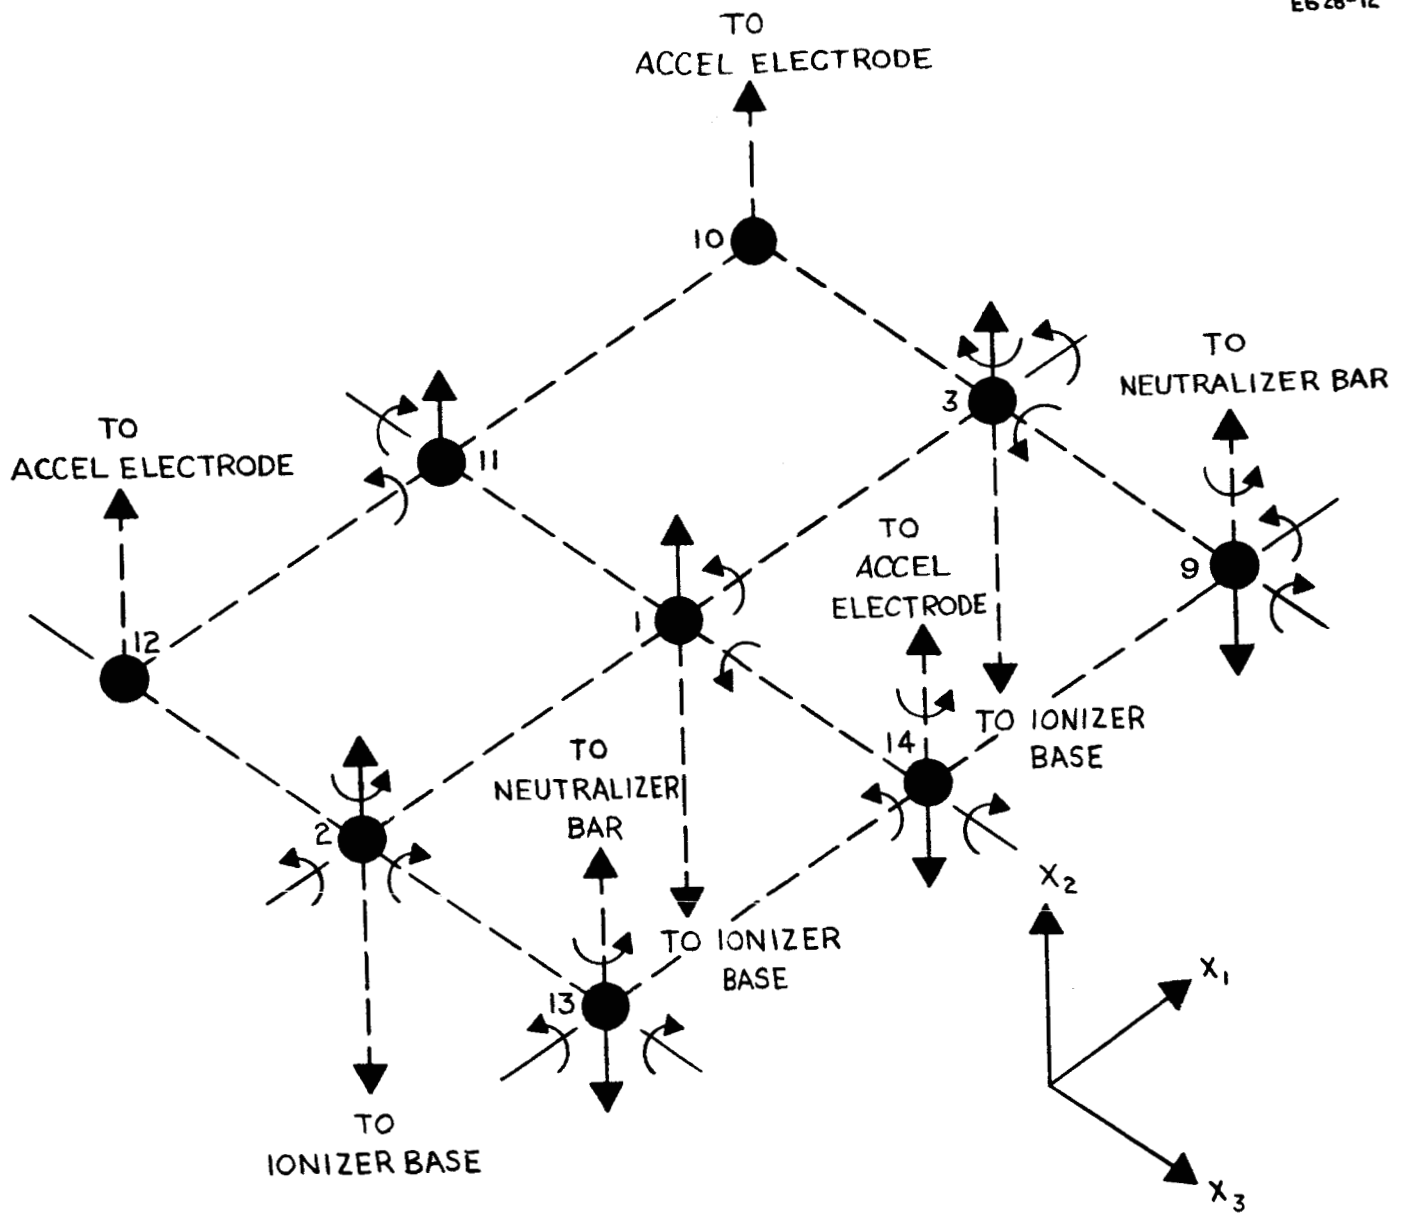 E628-12
TO
ACCEL ELECTRODE
10
TO
NEUTRALIZER BAR
3
TO
ACCEL ELECTRODE
11
TO
ACCEL
ELECTRODE
9
12
1
TO IONIZER
BASE
14
TO
NEUTRALIZER
BAR
2
X2
TO IONIZER
BASE
X1
13
TO
IONIZER BASE
X3